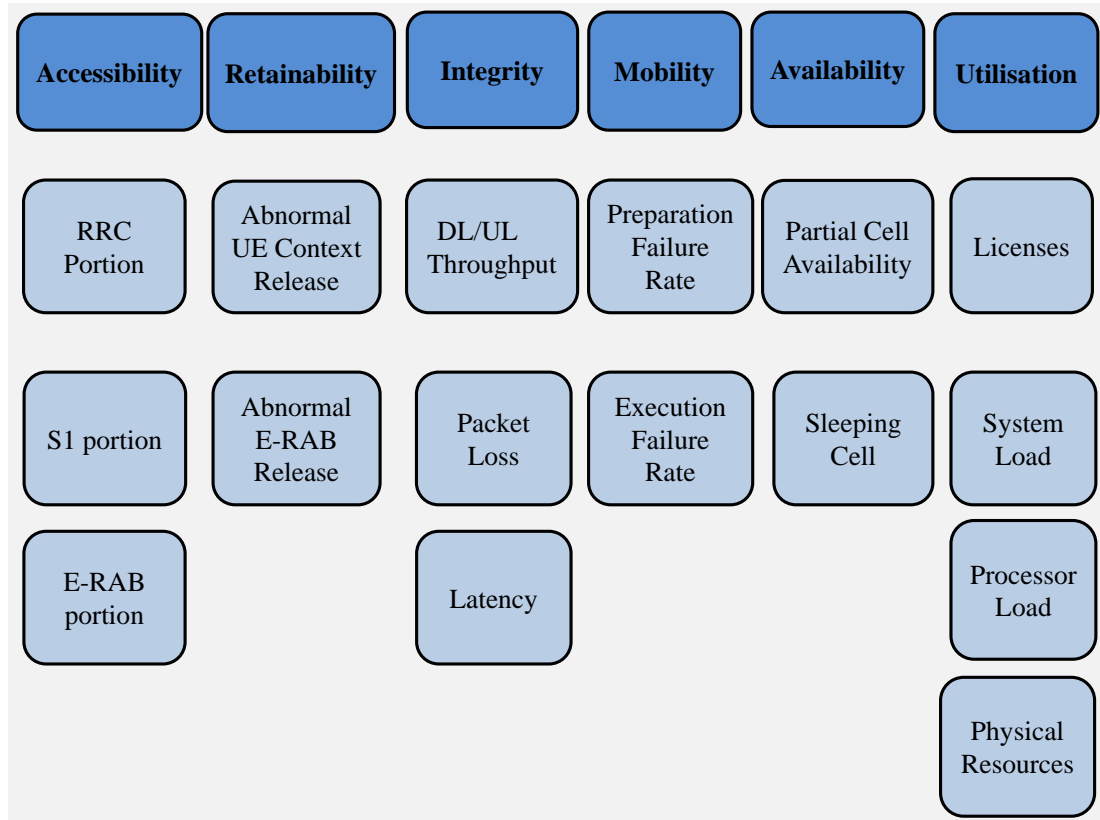 Accessibility
Retainability
Integrity
Mobility
Availability
Utilisation
RRC
Portion
Abnormal
UE Context
Release
DL/UL
Throughput
Preparation
Failure
Rate
Partial Cell
Availability
Licenses
S1 portion
Abnormal
E-RAB
Release
Packet
Loss
Execution
Failure
Rate
Sleeping
Cell
System
Load
E-RAB
portion
Latency
Processor
Load
Physical
Resources